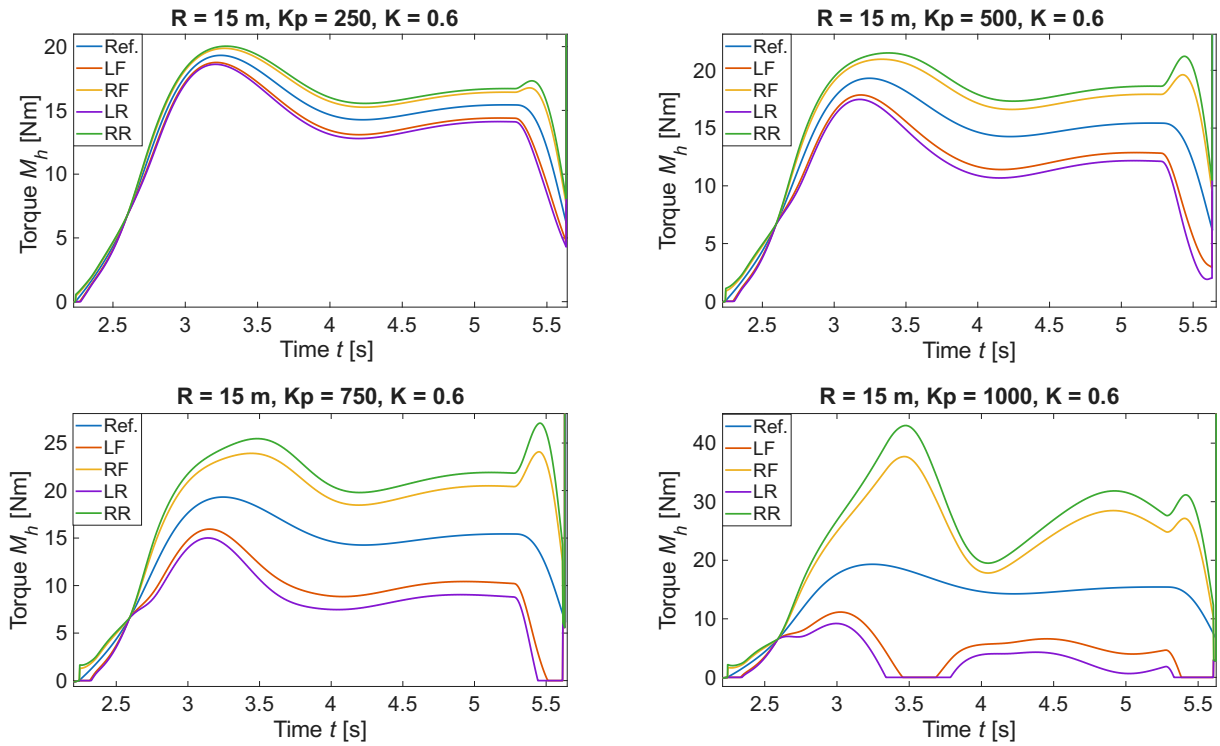 R = 15 m, Kp = 250, K = 0.6
Torque M_h [Nm]
20
15
10
5
0
Ref.
LF
RF
LR
RR
2.5 3 3.5 4 4.5 5 5.5
Time t [s]
R = 15 m, Kp = 500, K = 0.6
Torque M_h [Nm]
20
15
10
5
0
Ref.
LF
RF
LR
RR
2.5 3 3.5 4 4.5 5 5.5
Time t [s]
R = 15 m, Kp = 750, K = 0.6
Torque M_h [Nm]
25
20
15
10
5
0
Ref.
LF
RF
LR
RR
2.5 3 3.5 4 4.5 5 5.5
Time t [s]
R = 15 m, Kp = 1000, K = 0.6
Torque M_h [Nm]
40
30
20
10
0
Ref.
LF
RF
LR
RR
2.5 3 3.5 4 4.5 5 5.5
Time t [s]